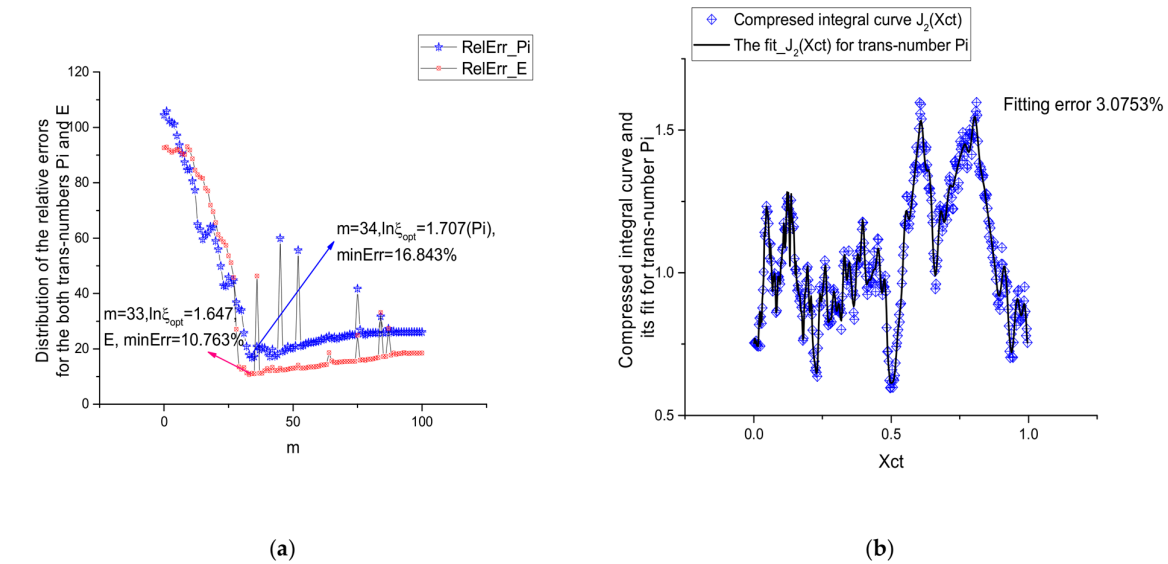 RelErr_Pi
RelErr_E
120
100
80
60
40
20
0
0
50
100
m
Distribution of the relative errors
for the both trans-numbers Pi and E
m=34,lnξopt=1.707(Pi),
minErr=16.843%
m=33,lnξopt=1.647
E, minErr=10.763%
(a)
Compresed integral curve J2(Xct)
The fit_J2(Xct) for trans-number Pi
Fitting error 3.0753%
1.5
1.0
0.5
0.0
0.5
1.0
Xct
Compressed integral curve and
its fit for trans-number Pi
(b)